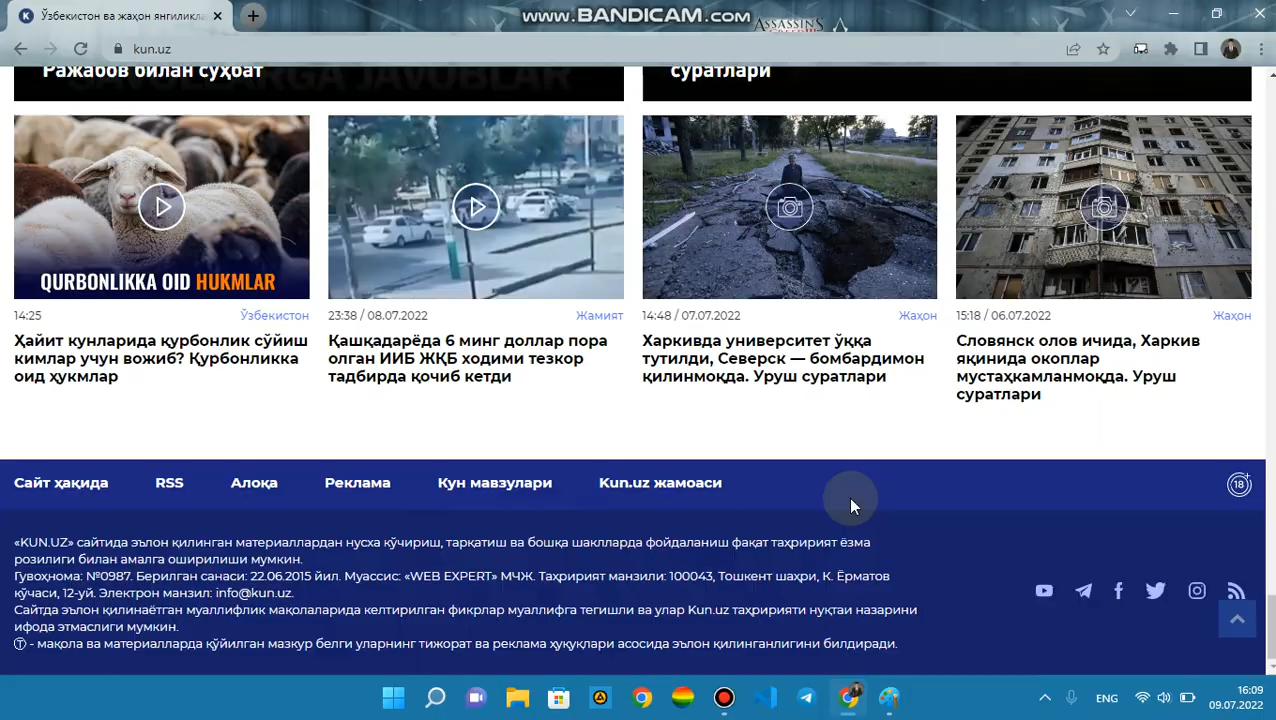 Ўзбекистон ва жаҳон янгиликла
www.BANDICAM.com
ASSASSIN'S
kun.uz
Ражабов билан суҳбат
суратлари
QURBONLIKKA OID HUKMLAR
14:25
Ўзбекистон
Ҳайит кунларида қурбонлик сўйиш
кимлар учун вожиб? Қурбонликка
оид ҳукмлар
23:38 / 08.07.2022
Жамият
Қашқадарёда 6 минг доллар пора
олган ИИБ ЖҚБ ходими тезкор
тадбирда қочиб кетди
14:48 / 07.07.2022
Жаҳон
Харкивда университет ўққа
тутилди, Северск — бомбардимон
қилинмоқда. Уруш суратлари
15:18 / 06.07.2022
Жаҳон
Словянск олов ичида, Харкив
яқинида окоплар
мустаҳкамланмоқда. Уруш
суратлари
Сайт ҳақида RSS Алоқа Реклама Кун мавзулари Kun.uz жамоаси
18+
«KUN.UZ» сайтида эълон қилинган материаллардан нусха кўчириш, тарқатиш ва бошқа шаклларда фойдаланиш фақат таҳририят ёзма
розилиги билан амалга оширилиши мумкин.
Гувоҳнома: №0987. Берилган санаси: 22.06.2015 йил. Муассис: «WEB EXPERT» МЧЖ. Таҳририят манзили: 100043, Тошкент шаҳри, К. Ёрматов
кўчаси, 12-уй. Электрон манзил: info@kun.uz.
Сайтда эълон қилинаётган муаллифлик мақолаларида келтирилган фикрлар муаллифга тегишли ва улар Kun.uz таҳририяти нуқтаи назарини
ифода этмаслиги мумкин.
Ⓣ - мақола ва материалларда қўйилган мазкур белги уларнинг тижорат ва реклама ҳуқуқлари асосида эълон қилинганлигини билдиради.
ENG
16:09
09.07.2022